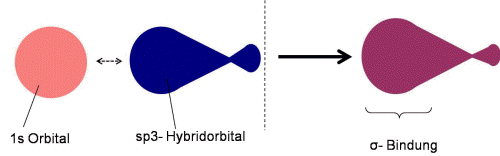 1s Orbital
sp3- Hybridorbital
σ- Bindung